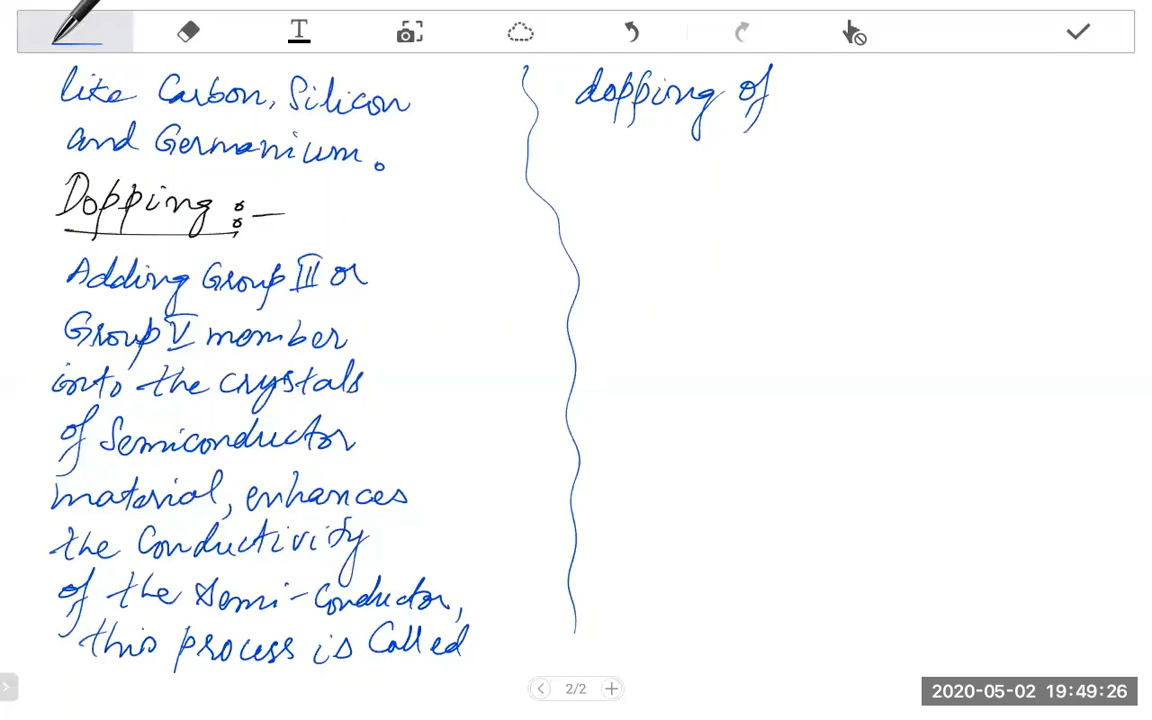 T
like Carbon, Silicon
and Germanium.
Dopping :-
Adding Group III or
Group V member
into the crystals
of Semiconductor
material, enhances
the Conductivity
of the Semi-Conductor,
this process is Called
dopping of
2/2
2020-05-02 19:49:26